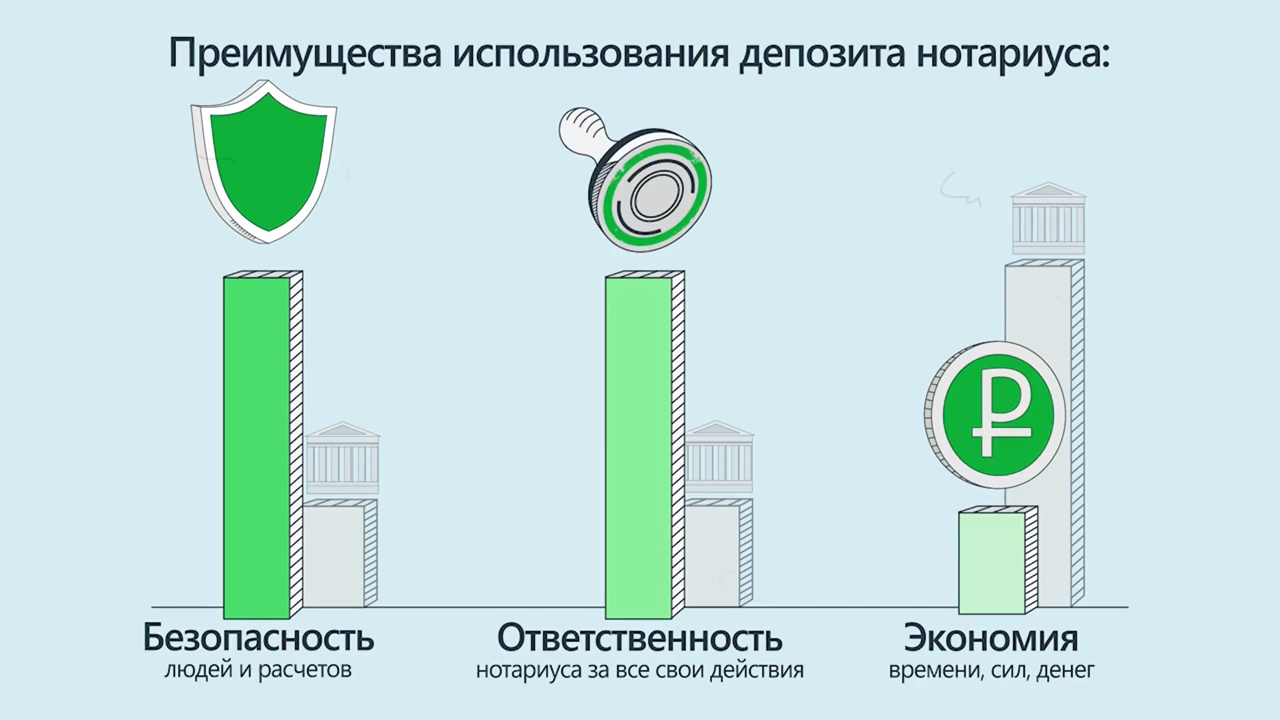 Преимущества использования депозита нотариуса:
Безопасность
людей и расчетов
Ответственность
нотариуса за все свои действия
Экономия
времени, сил, денег